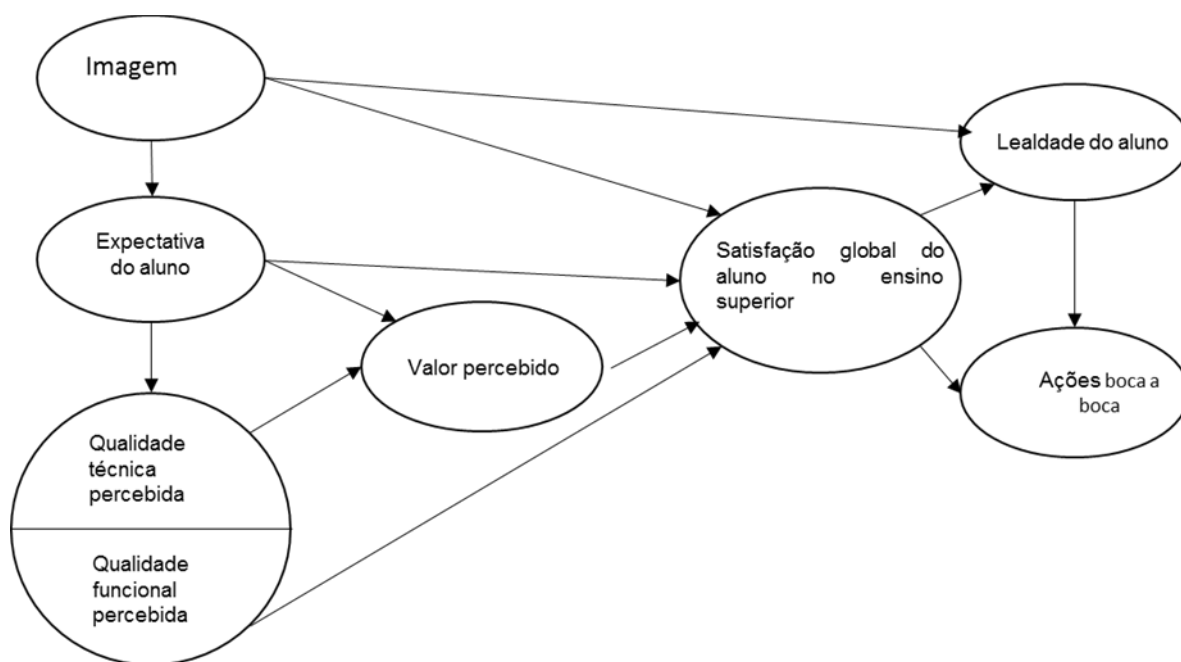 Imagem
Lealdade do aluno
Expectativa
do aluno
Satisfação global do
aluno no ensino
superior
Valor percebido
Ações boca a
boca
Qualidade
técnica
percebida
Qualidade
funcional
percebida